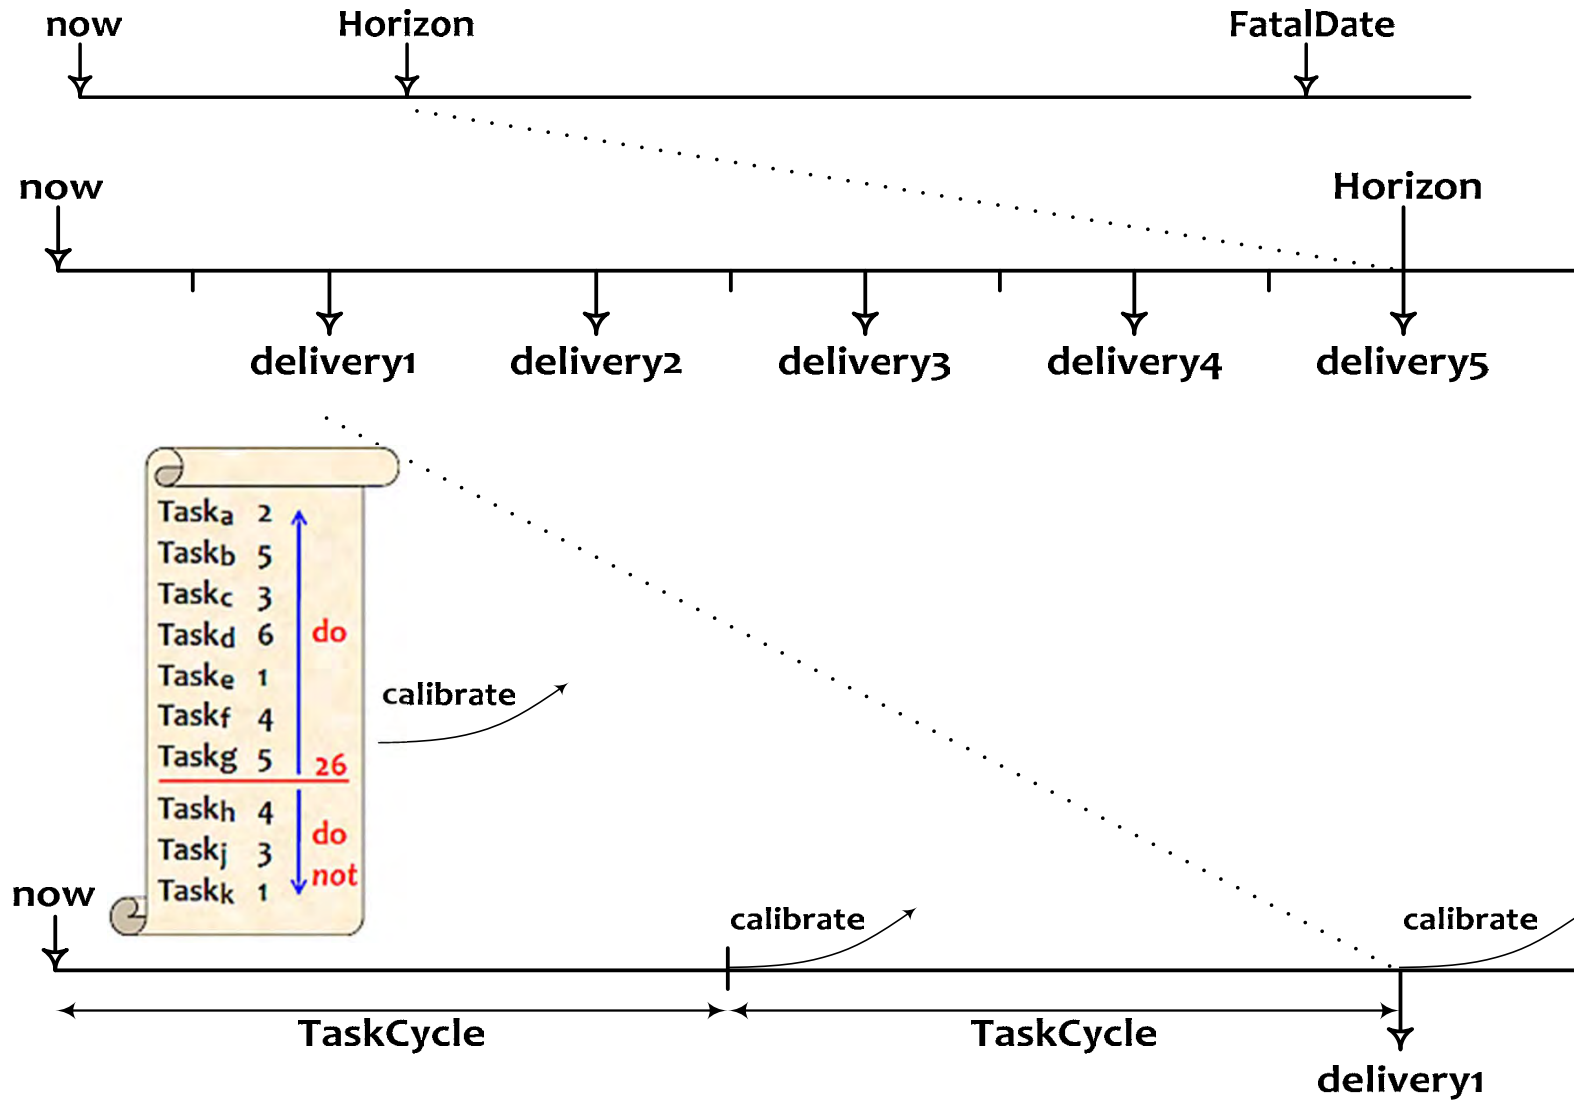 now Horizon FatalDate
now Horizon
delivery1 delivery2 delivery3 delivery4 delivery5
Taska 2
Taskb 5
Taskc 3
Taskd 6
do
Taske 1
calibrate
Taskf 4
Taskg 5 26
Taskh 4
do
Taskj 3
not
Taskk 1
now
calibrate calibrate
TaskCycle TaskCycle
delivery1